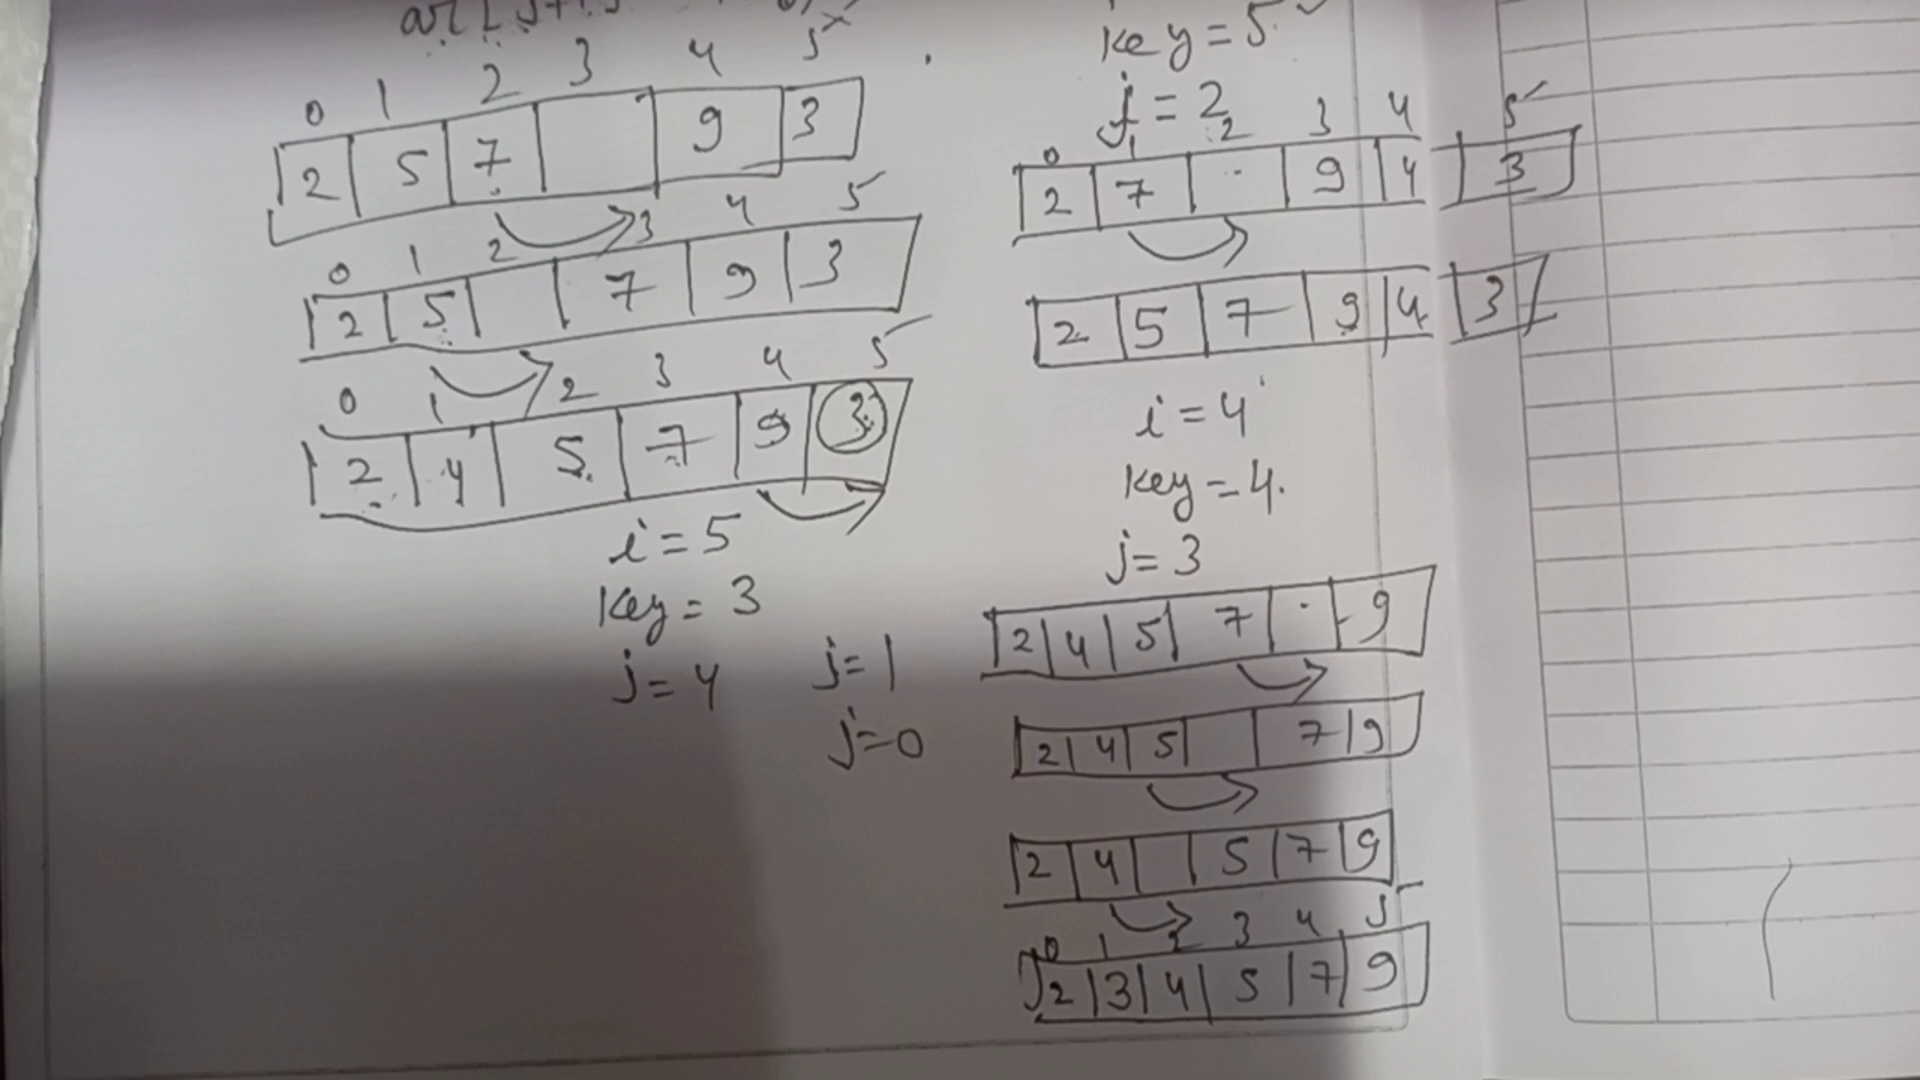 arr[j+1]
0 1 2 3 4 5
2 5 7 9 3
0 1 2 3 4 5
2 5 7 9 3
0 1 2 3 4 5
2 4 5 7 9 3
i = 5
key = 3
j = 4
j = 1
j = 0
key = 5
j = 2
0 1 2 3 4 5
2 7 9 4 3
2 5 7 9 4 3
i = 4
key = 4.
j = 3
2 4 5 7 9
2 4 5 7 9
2 4 5 7 9
0 1 2 3 4 5
2 3 4 5 7 9